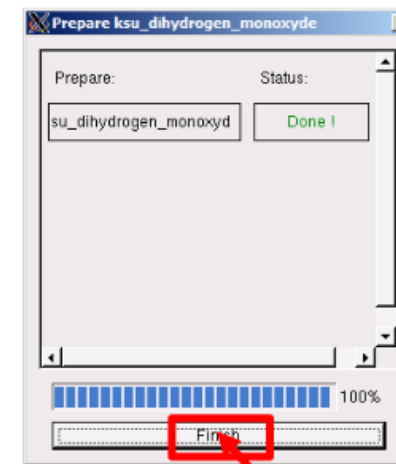 Prepare ksu_dihydrogen_monoxyde
Prepare: Status:
su_dihydrogen_monoxyd Done !
100%
Finish